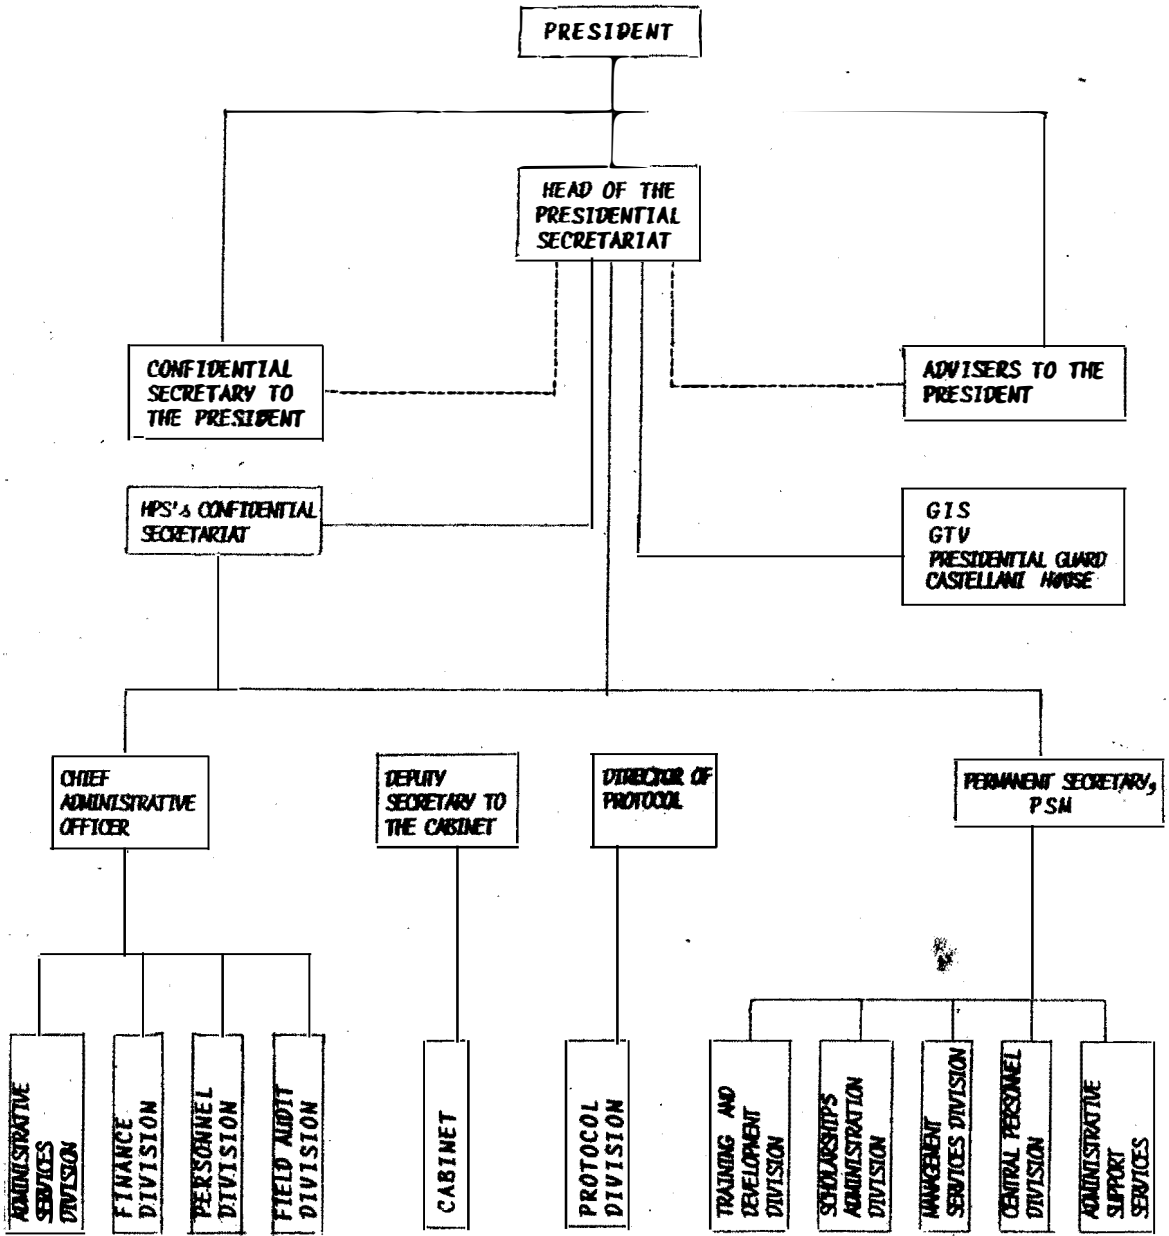 PRESIDENT
HEAD OF THE
PRESIDENTIAL
SECRETARIAT
CONFIDENTIAL
SECRETARY TO
THE PRESIDENT
ADVISERS TO THE
PRESIDENT
HPS's CONFIDENTIAL
SECRETARIAT
GIS
GTV
PRESIDENTIAL GUARD
CASTELLANI HOUSE
CHIEF
ADMINISTRATIVE
OFFICER
DEPUTY
SECRETARY TO
THE CABINET
DIRECTOR OF
PROTOCOL
PERMANENT SECRETARY,
PSM
ADMINISTRATIVE
SERVICES
DIVISION
FINANCE
DIVISION
PERSONNEL
DIVISION
FIELD AUDIT
DIVISION
CABINET
PROTOCOL
DIVISION
TRAINING AND
DEVELOPMENT
DIVISION
SCHOLARSHIPS
ADMINISTRATION
DIVISION
MANAGEMENT
SERVICES DIVISION
CENTRAL PERSONNEL
DIVISION
ADMINISTRATIVE
SUPPORT
SERVICES